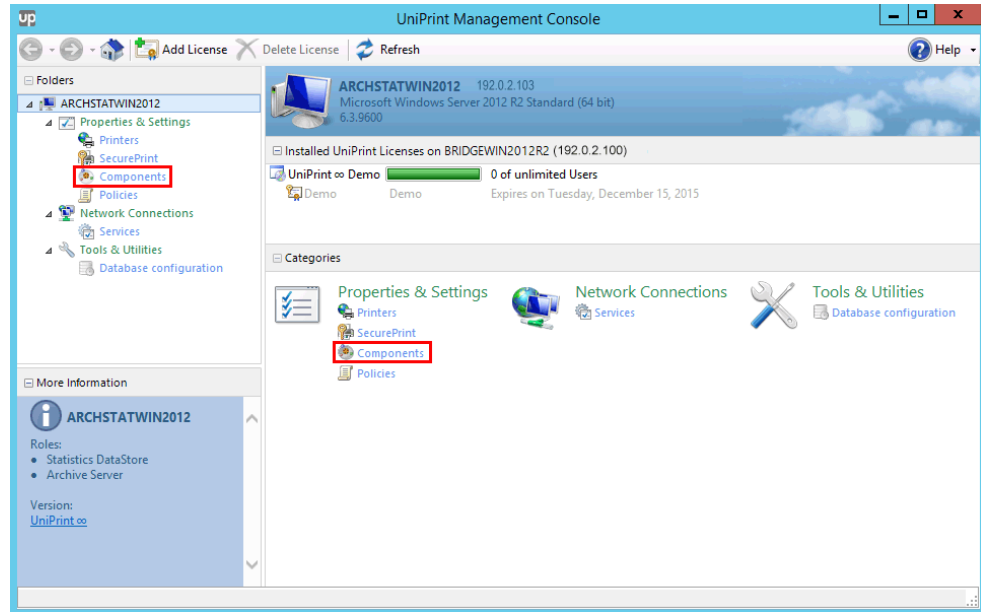 up UniPrint Management Console
Add License Delete License Refresh Help
Folders
ARCHSTATWIN2012
Properties & Settings
Printers
SecurePrint
Components
Policies
Network Connections
Services
Tools & Utilities
Database configuration
More Information
ARCHSTATWIN2012
Roles:
• Statistics DataStore
• Archive Server
Version:
UniPrint ∞
ARCHSTATWIN2012 192.0.2.103
Microsoft Windows Server 2012 R2 Standard (64 bit)
6.3.9600
Installed UniPrint Licenses on BRIDGEWIN2012R2 (192.0.2.100)
UniPrint ∞ Demo 0 of unlimited Users
Demo Demo Expires on Tuesday, December 15, 2015
Categories
Properties & Settings
Printers
SecurePrint
Components
Policies
Network Connections
Services
Tools & Utilities
Database configuration